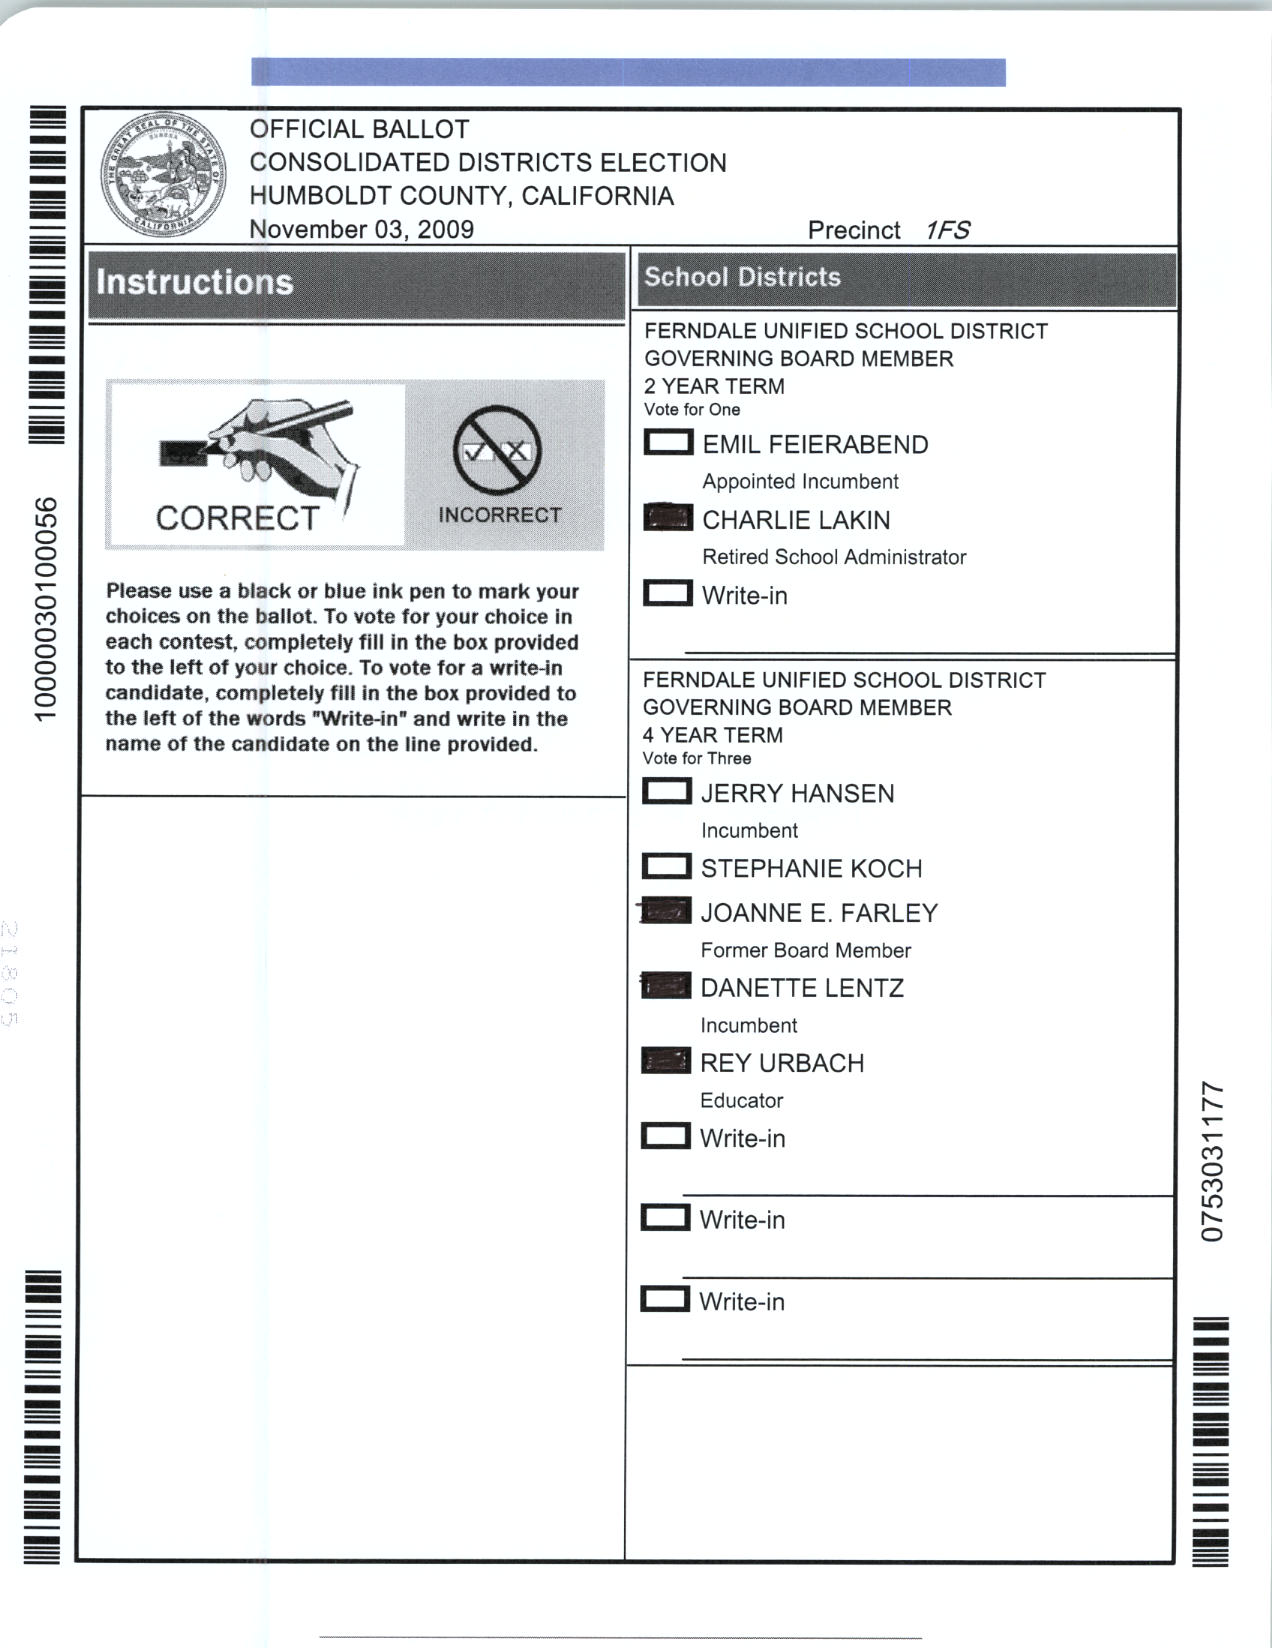 OFFICIAL BALLOT
CONSOLIDATED DISTRICTS ELECTION
HUMBOLDT COUNTY, CALIFORNIA
November 03, 2009
Precinct 1FS
THE GREAT SEAL OF THE STATE OF CALIFORNIA
EUREKA
Instructions
CORRECT
INCORRECT
Please use a black or blue ink pen to mark your
choices on the ballot. To vote for your choice in
each contest, completely fill in the box provided
to the left of your choice. To vote for a write-in
candidate, completely fill in the box provided to
the left of the words "Write-in" and write in the
name of the candidate on the line provided.
School Districts
FERNDALE UNIFIED SCHOOL DISTRICT
GOVERNING BOARD MEMBER
2 YEAR TERM
Vote for One
EMIL FEIERABEND
Appointed Incumbent
CHARLIE LAKIN
Retired School Administrator
Write-in
FERNDALE UNIFIED SCHOOL DISTRICT
GOVERNING BOARD MEMBER
4 YEAR TERM
Vote for Three
JERRY HANSEN
Incumbent
STEPHANIE KOCH
JOANNE E. FARLEY
Former Board Member
DANETTE LENTZ
Incumbent
REY URBACH
Educator
Write-in
Write-in
Write-in
10000030100056
21805
0753031177